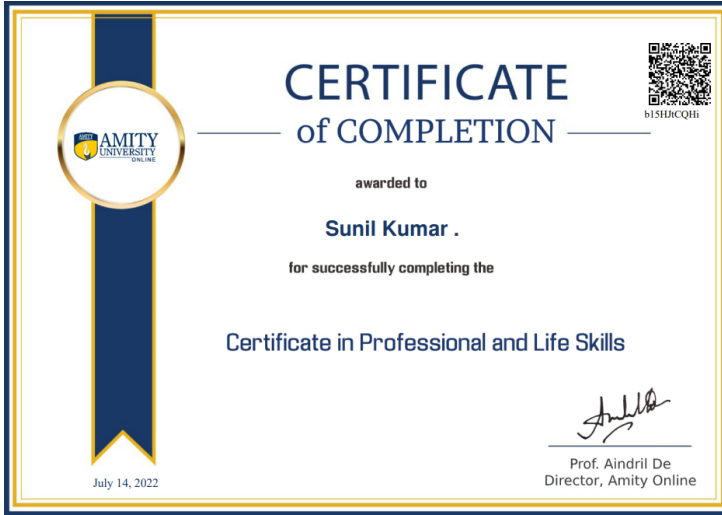 CERTIFICATE
of COMPLETION
b15HJtCQHi
AMITY
AMITY
UNIVERSITY
ONLINE
awarded to
Sunil Kumar .
for successfully completing the
Certificate in Professional and Life Skills
Prof. Aindril De
Director, Amity Online
July 14, 2022